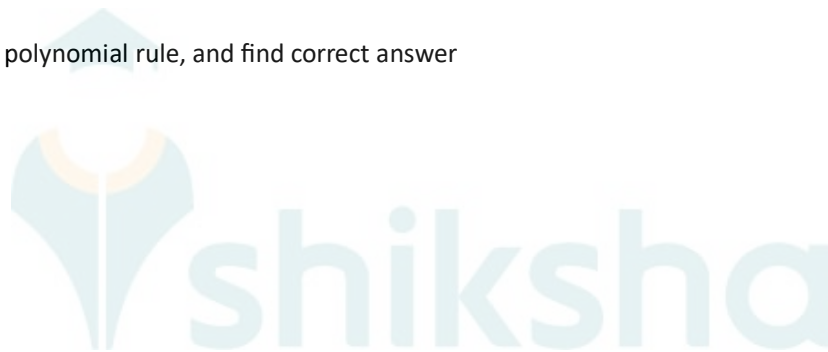 polynomial rule, and find correct answer
shiksha